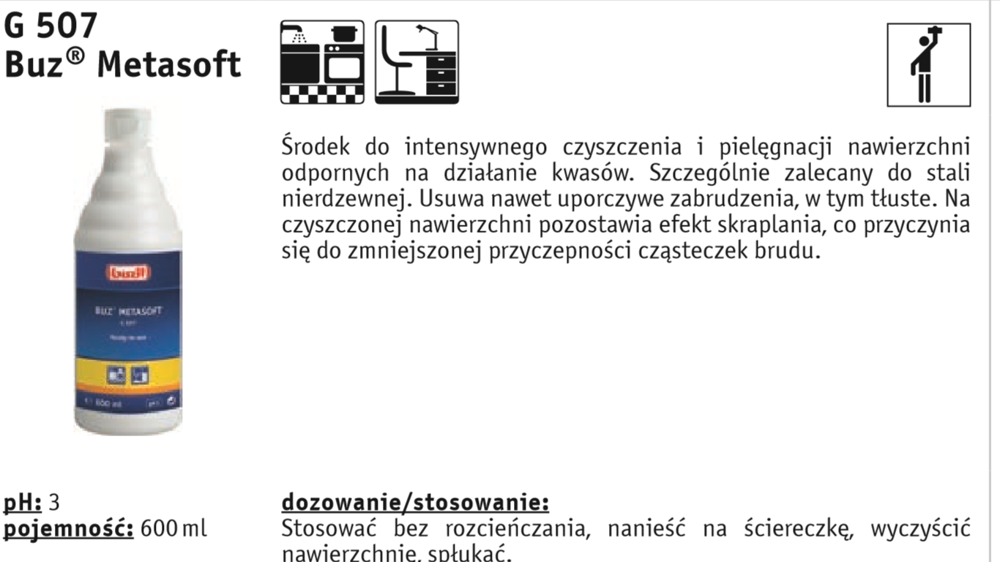 G 507
Buz® Metasoft
Środek do intensywnego czyszczenia i pielęgnacji nawierzchni
odpornych na działanie kwasów. Szczególnie zalecany do stali
nierdzewnej. Usuwa nawet uporczywe zabrudzenia, w tym tłuste. Na
czyszczonej nawierzchni pozostawia efekt skraplania, co przyczynia
się do zmniejszonej przyczepności cząsteczek brudu.
buzil
BUZ® METASOFT
G 507
600 ml
pH: 3
pojemność: 600 ml
dozowanie/stosowanie:
Stosować bez rozcieńczania, nanieść na ściereczkę, wyczyścić
nawierzchnię, spłukać.